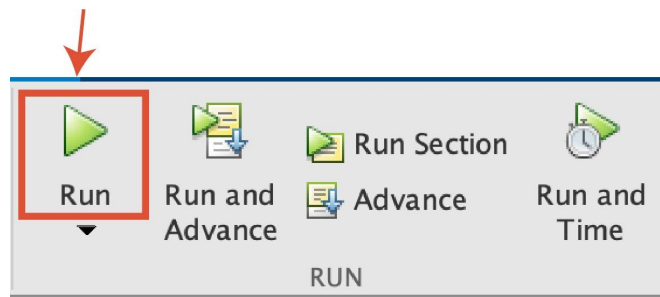 Run
Run and
Advance
Run Section
Advance
Run and
Time
RUN